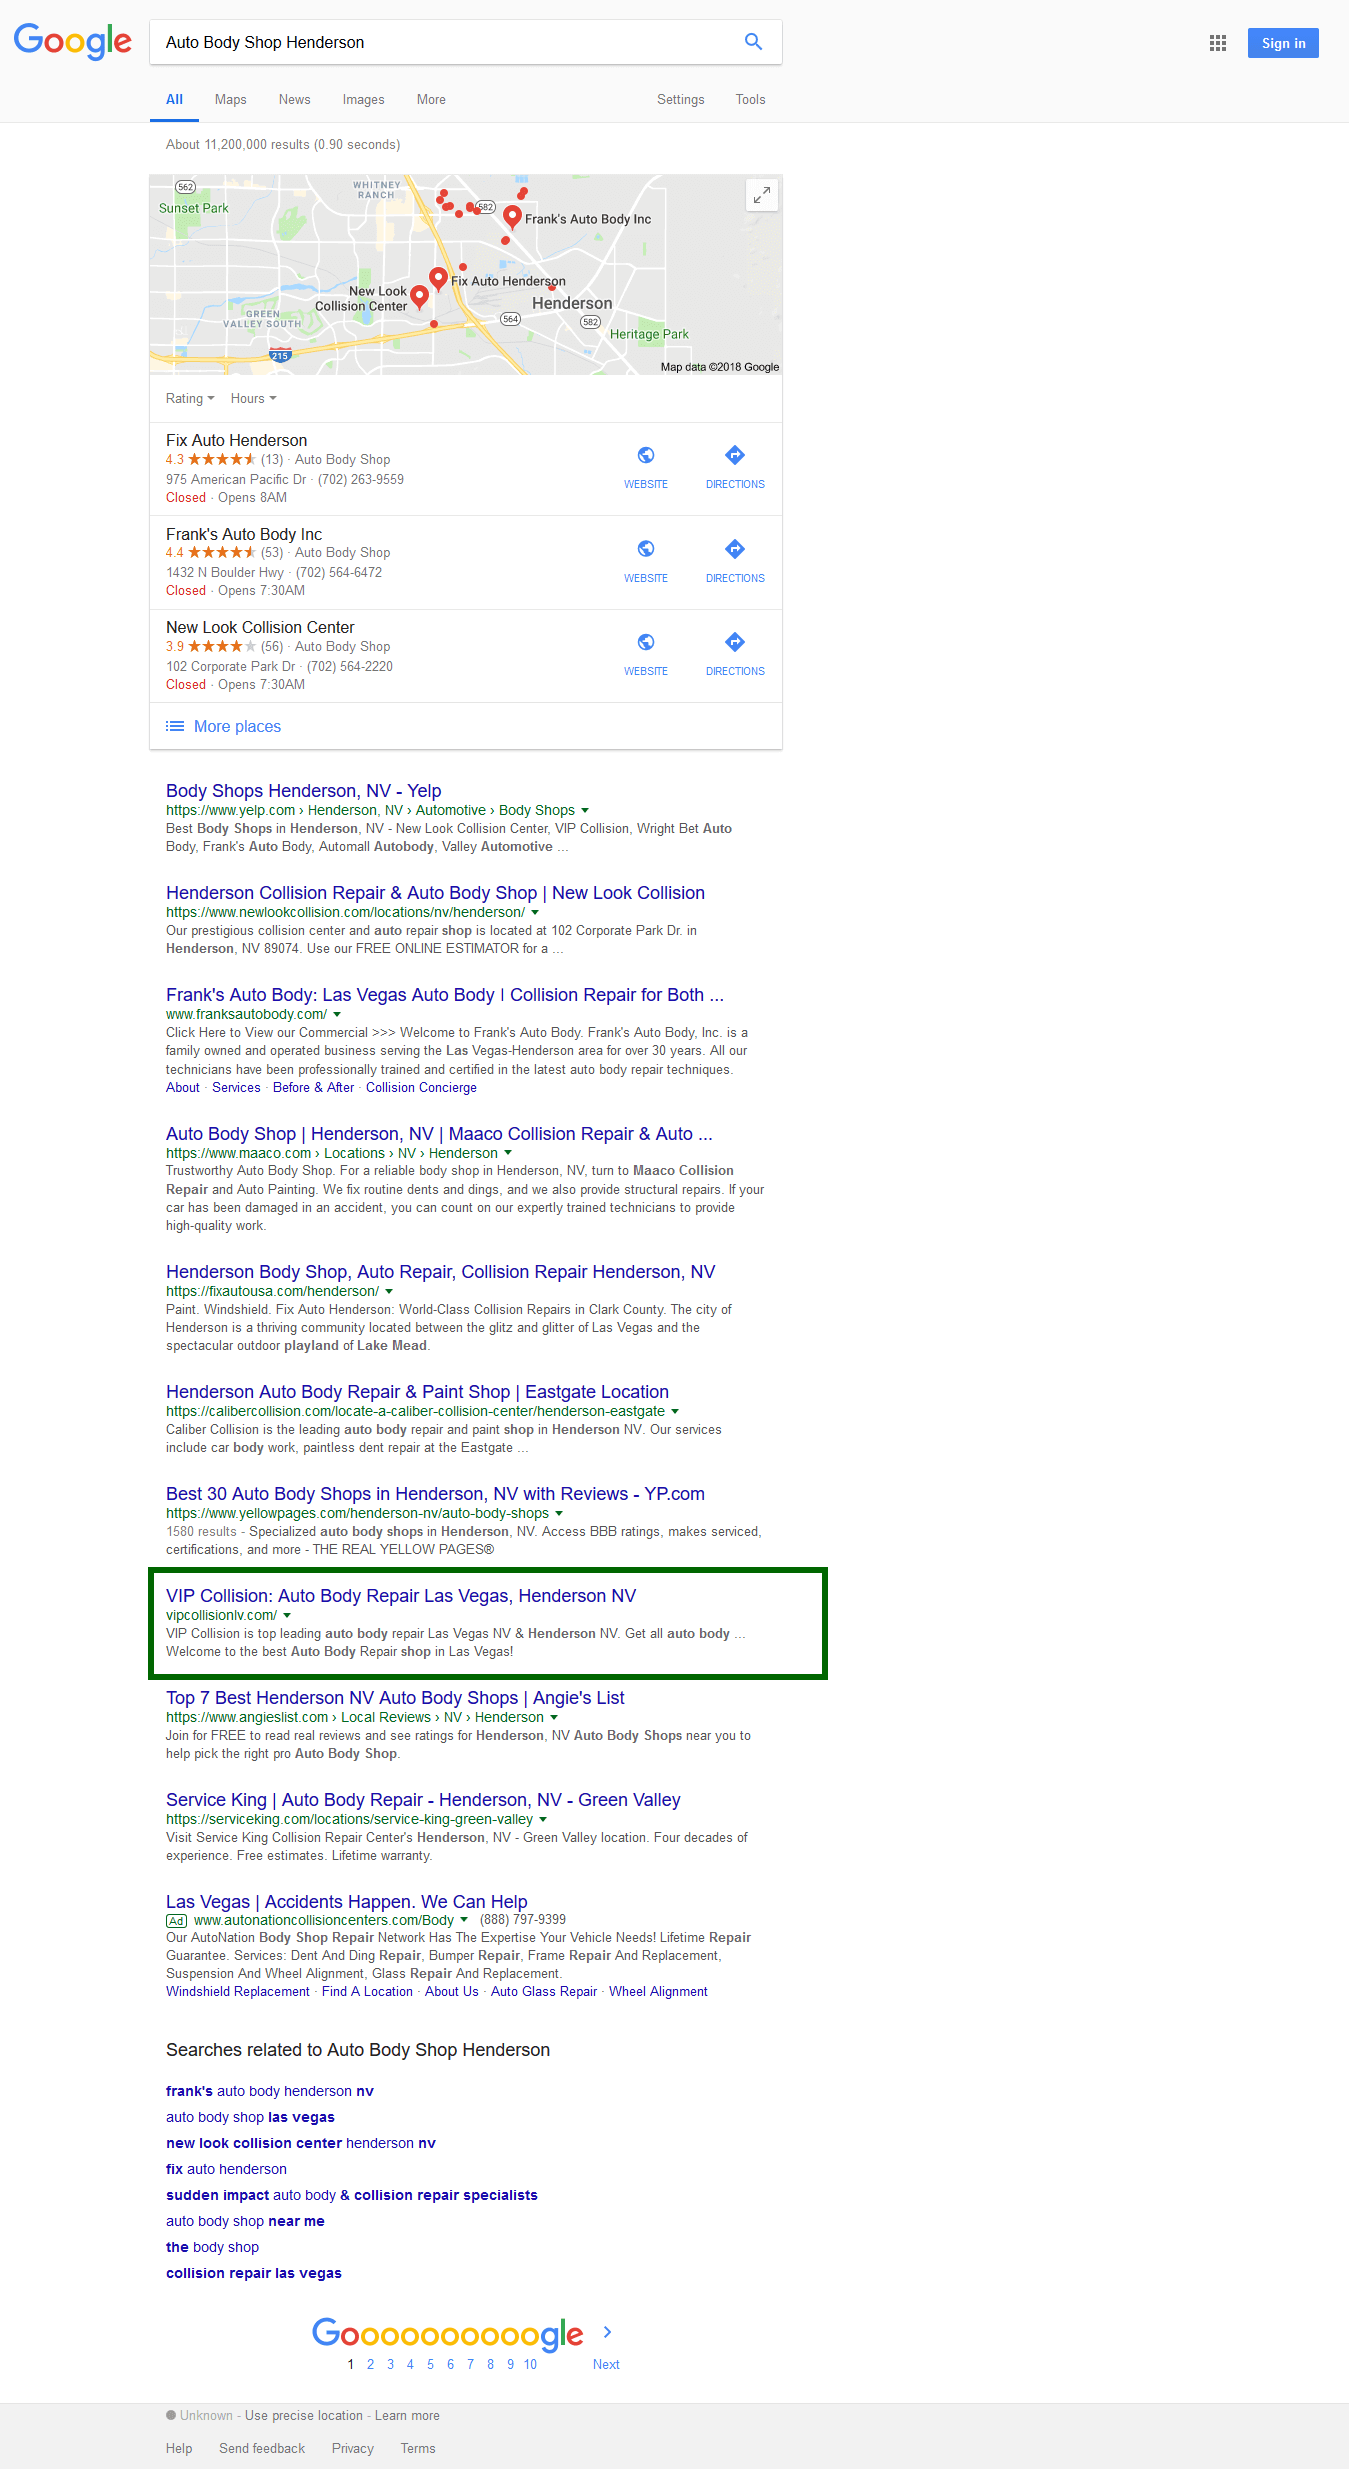 Google
Auto Body Shop Henderson
Sign in
All Maps News Images More Settings Tools
About 11,200,000 results (0.90 seconds)
562
WHITNEY
RANCH
Sunset Park
582
Frank's Auto Body Inc
Fix Auto Henderson
New Look
Collision Center
Henderson
GREEN
VALLEY SOUTH
564
582
Heritage Park
215
Map data ©2018 Google
Rating Hours
Fix Auto Henderson
4.3 (13) · Auto Body Shop
975 American Pacific Dr · (702) 263-9559
Closed · Opens 8AM
WEBSITE DIRECTIONS
Frank's Auto Body Inc
4.4 (53) · Auto Body Shop
1432 N Boulder Hwy · (702) 564-6472
Closed · Opens 7:30AM
WEBSITE DIRECTIONS
New Look Collision Center
3.9 (56) · Auto Body Shop
102 Corporate Park Dr · (702) 564-2220
Closed · Opens 7:30AM
WEBSITE DIRECTIONS
More places
Body Shops Henderson, NV - Yelp
https://www.yelp.com › Henderson, NV › Automotive › Body Shops
Best Body Shops in Henderson, NV - New Look Collision Center, VIP Collision, Wright Bet Auto
Body, Frank's Auto Body, Automall Autobody, Valley Automotive ...
Henderson Collision Repair & Auto Body Shop | New Look Collision
https://www.newlookcollision.com/locations/nv/henderson/
Our prestigious collision center and auto repair shop is located at 102 Corporate Park Dr. in
Henderson, NV 89074. Use our FREE ONLINE ESTIMATOR for a ...
Frank's Auto Body: Las Vegas Auto Body | Collision Repair for Both ...
www.franksautobody.com/
Click Here to View our Commercial >>> Welcome to Frank's Auto Body. Frank's Auto Body, Inc. is a
family owned and operated business serving the Las Vegas-Henderson area for over 30 years. All our
technicians have been professionally trained and certified in the latest auto body repair techniques.
About · Services · Before & After · Collision Concierge
Auto Body Shop | Henderson, NV | Maaco Collision Repair & Auto ...
https://www.maaco.com › Locations › NV › Henderson
Trustworthy Auto Body Shop. For a reliable body shop in Henderson, NV, turn to Maaco Collision
Repair and Auto Painting. We fix routine dents and dings, and we also provide structural repairs. If your
car has been damaged in an accident, you can count on our expertly trained technicians to provide
high-quality work.
Henderson Body Shop, Auto Repair, Collision Repair Henderson, NV
https://fixautousa.com/henderson/
Paint. Windshield. Fix Auto Henderson: World-Class Collision Repairs in Clark County. The city of
Henderson is a thriving community located between the glitz and glitter of Las Vegas and the
spectacular outdoor playland of Lake Mead.
Henderson Auto Body Repair & Paint Shop | Eastgate Location
https://calibercollision.com/locate-a-caliber-collision-center/henderson-eastgate
Caliber Collision is the leading auto body repair and paint shop in Henderson NV. Our services
include car body work, paintless dent repair at the Eastgate ...
Best 30 Auto Body Shops in Henderson, NV with Reviews - YP.com
https://www.yellowpages.com/henderson-nv/auto-body-shops
1580 results - Specialized auto body shops in Henderson, NV. Access BBB ratings, makes serviced,
certifications, and more - THE REAL YELLOW PAGES®
VIP Collision: Auto Body Repair Las Vegas, Henderson NV
vipcollisionlv.com/
VIP Collision is top leading auto body repair Las Vegas NV & Henderson NV. Get all auto body ...
Welcome to the best Auto Body Repair shop in Las Vegas!
Top 7 Best Henderson NV Auto Body Shops | Angie's List
https://www.angieslist.com › Local Reviews › NV › Henderson
Join for FREE to read real reviews and see ratings for Henderson, NV Auto Body Shops near you to
help pick the right pro Auto Body Shop.
Service King | Auto Body Repair - Henderson, NV - Green Valley
https://serviceking.com/locations/service-king-green-valley
Visit Service King Collision Repair Center's Henderson, NV - Green Valley location. Four decades of
experience. Free estimates. Lifetime warranty.
Las Vegas | Accidents Happen. We Can Help
Ad www.autonationcollisioncenters.com/Body (888) 797-9399
Our AutoNation Body Shop Repair Network Has The Expertise Your Vehicle Needs! Lifetime Repair
Guarantee. Services: Dent And Ding Repair, Bumper Repair, Frame Repair And Replacement,
Suspension And Wheel Alignment, Glass Repair And Replacement.
Windshield Replacement · Find A Location · About Us · Auto Glass Repair · Wheel Alignment
Searches related to Auto Body Shop Henderson
frank's auto body henderson nv
auto body shop las vegas
new look collision center henderson nv
fix auto henderson
sudden impact auto body & collision repair specialists
auto body shop near me
the body shop
collision repair las vegas
Goooooooooogle
1 2 3 4 5 6 7 8 9 10 Next
Unknown - Use precise location - Learn more
Help Send feedback Privacy Terms